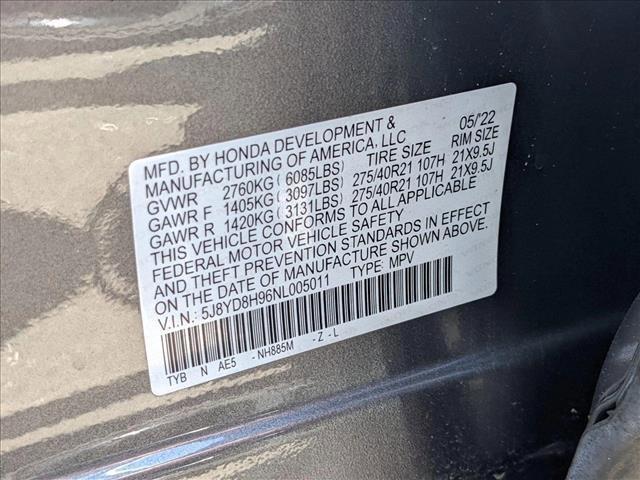 MFD. BY HONDA DEVELOPMENT & 05/'22
MANUFACTURING OF AMERICA, LLC
GVWR 2760KG(6085LBS) TIRE SIZE RIM SIZE
GAWR F 1405KG(3097LBS) 275/40R21 107H 21X9.5J
GAWR R 1420KG(3131LBS) 275/40R21 107H 21X9.5J
THIS VEHICLE CONFORMS TO ALL APPLICABLE
FEDERAL MOTOR VEHICLE SAFETY
AND THEFT PREVENTION STANDARDS IN EFFECT
ON THE DATE OF MANUFACTURE SHOWN ABOVE.
V.I.N.: 5J8YD8H96NL005011 TYPE: MPV
TYB N AE5 -NH885M -Z-L